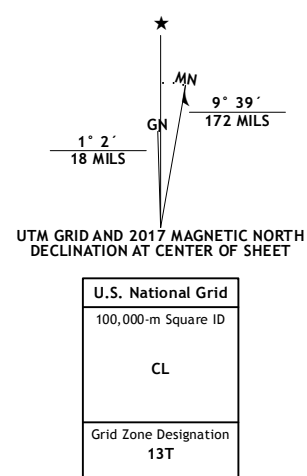 ★
MN
GN
9° 39´
172 MILS
1° 2´
18 MILS
UTM GRID AND 2017 MAGNETIC NORTH
DECLINATION AT CENTER OF SHEET
U.S. National Grid
100,000-m Square ID
CL
Grid Zone Designation
13T